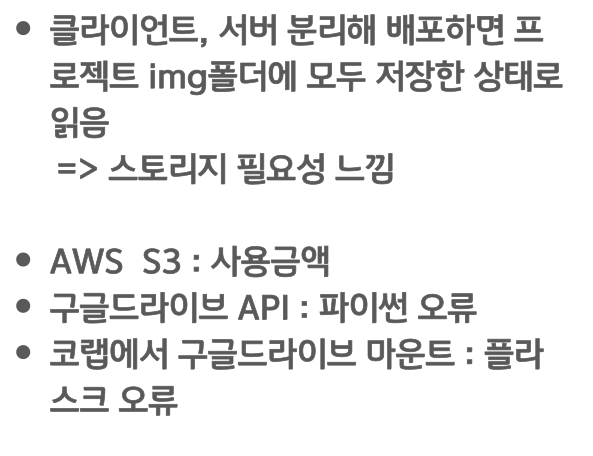 • 클라이언트, 서버 분리해 배포하면 프
로젝트 img폴더에 모두 저장한 상태로
읽음
=> 스토리지 필요성 느낌
• AWS S3 : 사용금액
• 구글드라이브 API : 파이썬 오류
• 코랩에서 구글드라이브 마운트 : 플라
스크 오류